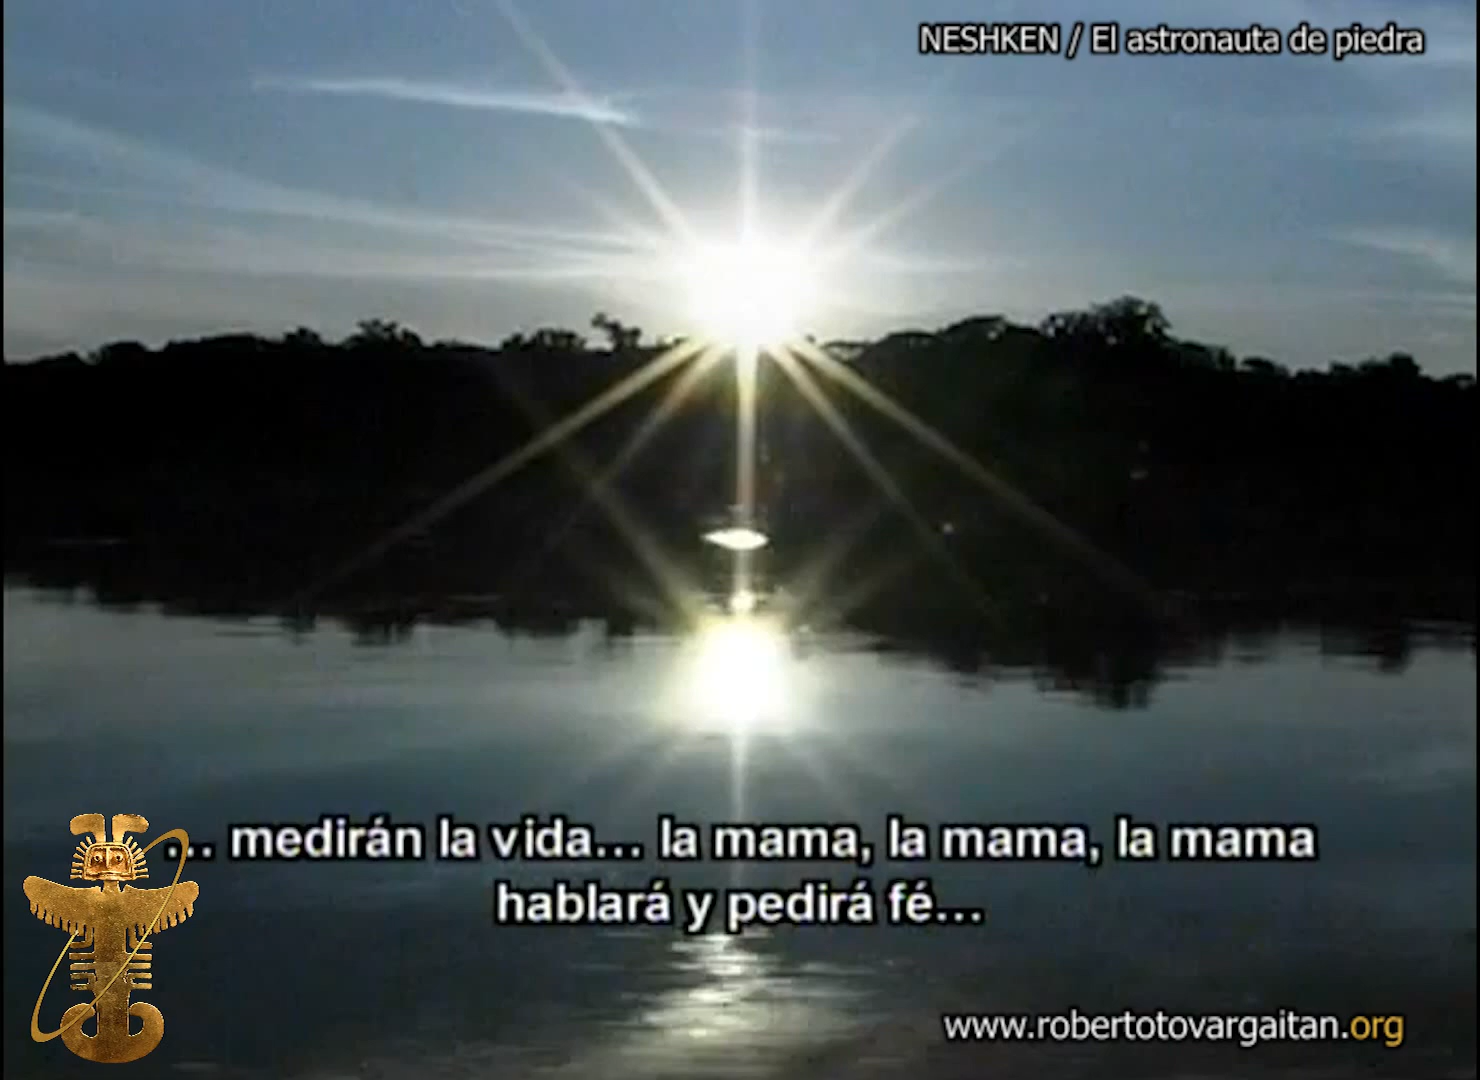 NESHKEN / El astronauta de piedra
... medirán la vida... la mama, la mama, la mama
hablará y pedirá fé...
www.robertotovargaitan.org